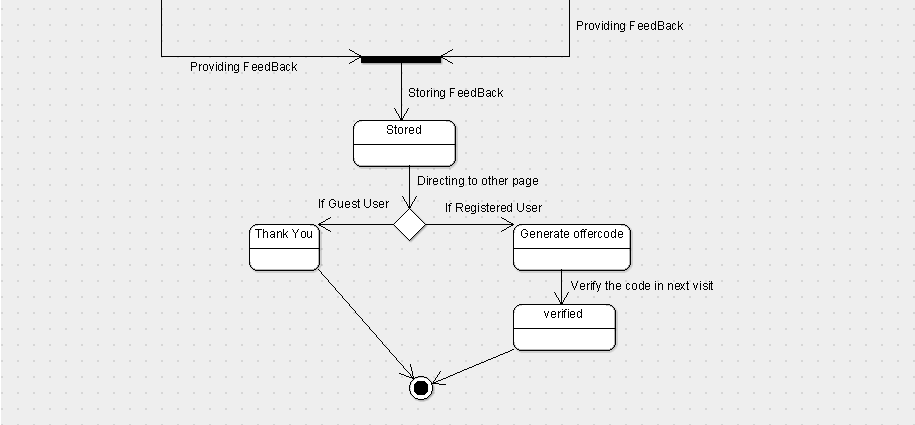 Providing FeedBack
Providing FeedBack
Storing FeedBack
Stored
Directing to other page
If Guest User
If Registered User
Thank You
Generate offercode
Verify the code in next visit
verified